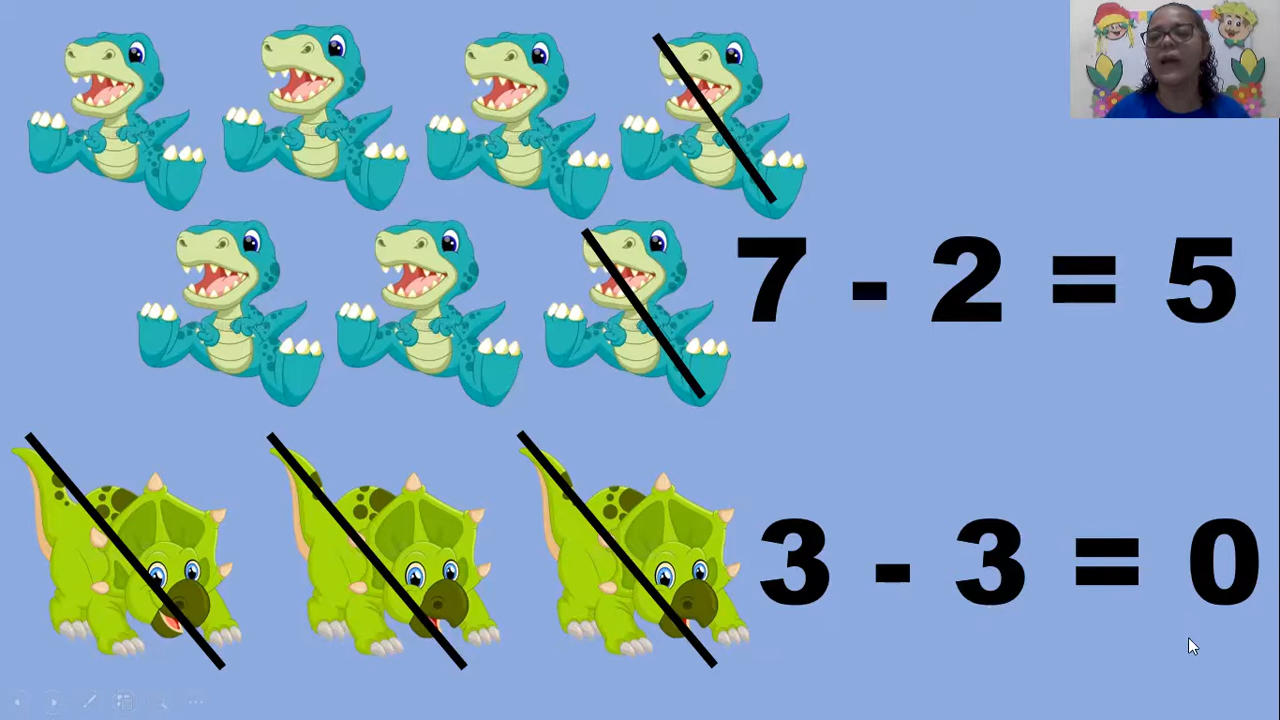 7 - 2 = 5
3 - 3 = 0